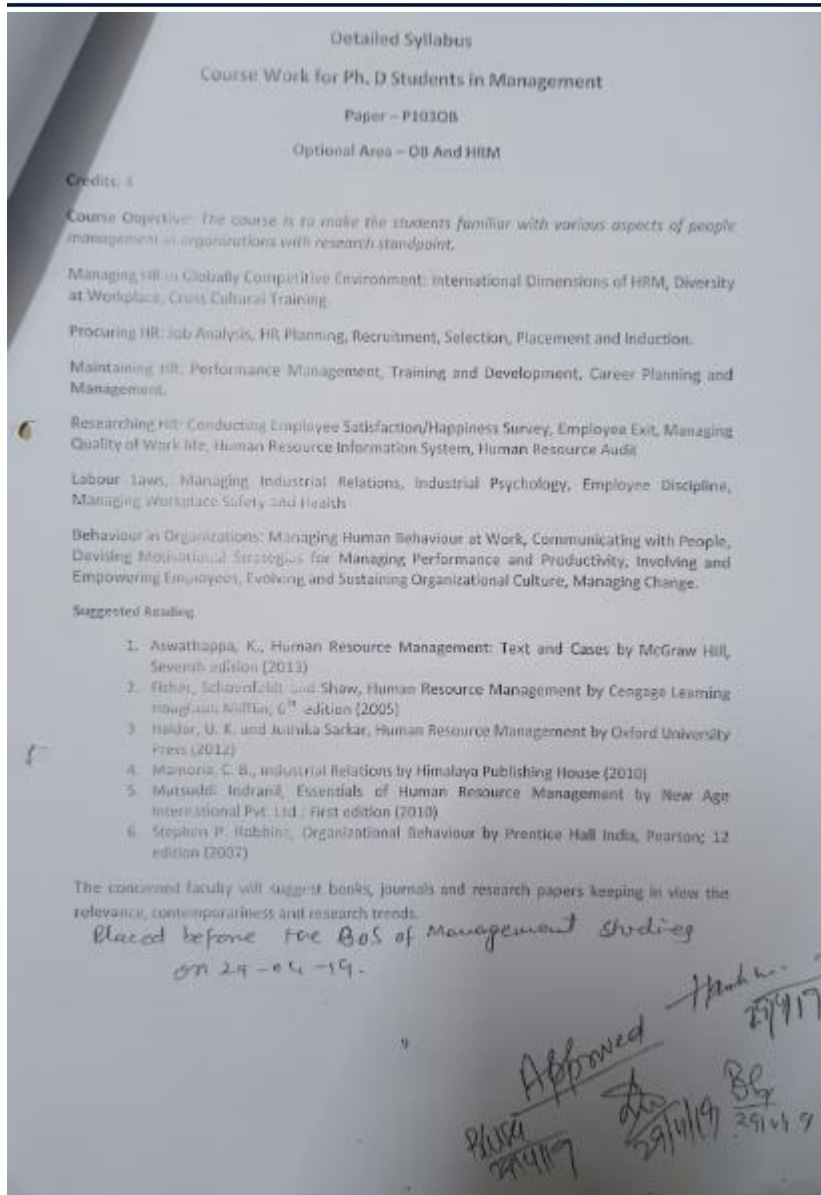 Detailed Syllabus
Course Work for Ph. D Students in Management
Paper – P103OB
Optional Area – OB And HRM
Credits:
Course Objective: The course is to make the students familiar with various aspects of people
management in organizations with research standpoint.
Managing HR in Globally Competitive Environment: International Dimensions of HRM, Diversity
at Workplace, Cross Cultural Training
Procuring HR: Job Analysis, HR Planning, Recruitment, Selection, Placement and Induction.
Maintaining HR: Performance Management, Training and Development, Career Planning and
Management.
Researching HR: Conducting Employee Satisfaction/Happiness Survey, Employee Exit, Managing
Quality of Work life, Human Resource Information System, Human Resource Audit
Labour Laws, Managing Industrial Relations, Industrial Psychology, Employee Discipline,
Managing Workplace Safety and Health
Behaviour in Organizations: Managing Human Behaviour at Work, Communicating with People,
Devising Motivational Strategies for Managing Performance and Productivity, Involving and
Empowering Employees, Evolving and Sustaining Organizational Culture, Managing Change.
Suggested Reading
1. Aswathappa, K., Human Resource Management: Text and Cases by McGraw Hill,
Seventh edition (2013)
2. Fisher, Schoenfeldt and Shaw, Human Resource Management by Cengage Learning
Houghton Mifflin, 6th edition (2005)
3. Haldar, U. K. and Juthika Sarkar, Human Resource Management by Oxford University
Press (2012)
4. Mamoria, C. B., Industrial Relations by Himalaya Publishing House (2010)
5. Mutsuddi Indranil, Essentials of Human Resource Management by New Age
International Pvt. Ltd.; First edition (2010)
6. Stephen P. Robbins, Organizational Behaviour by Prentice Hall India, Pearson; 12
edition (2007)
The concerned faculty will suggest books, journals and research papers keeping in view the
relevance, contemporariness and research trends.
Placed before the BoS of Management Studies
on 29-04-19.
9
Approved
29/4/19
29/4/19
29/4/19
29/4/19